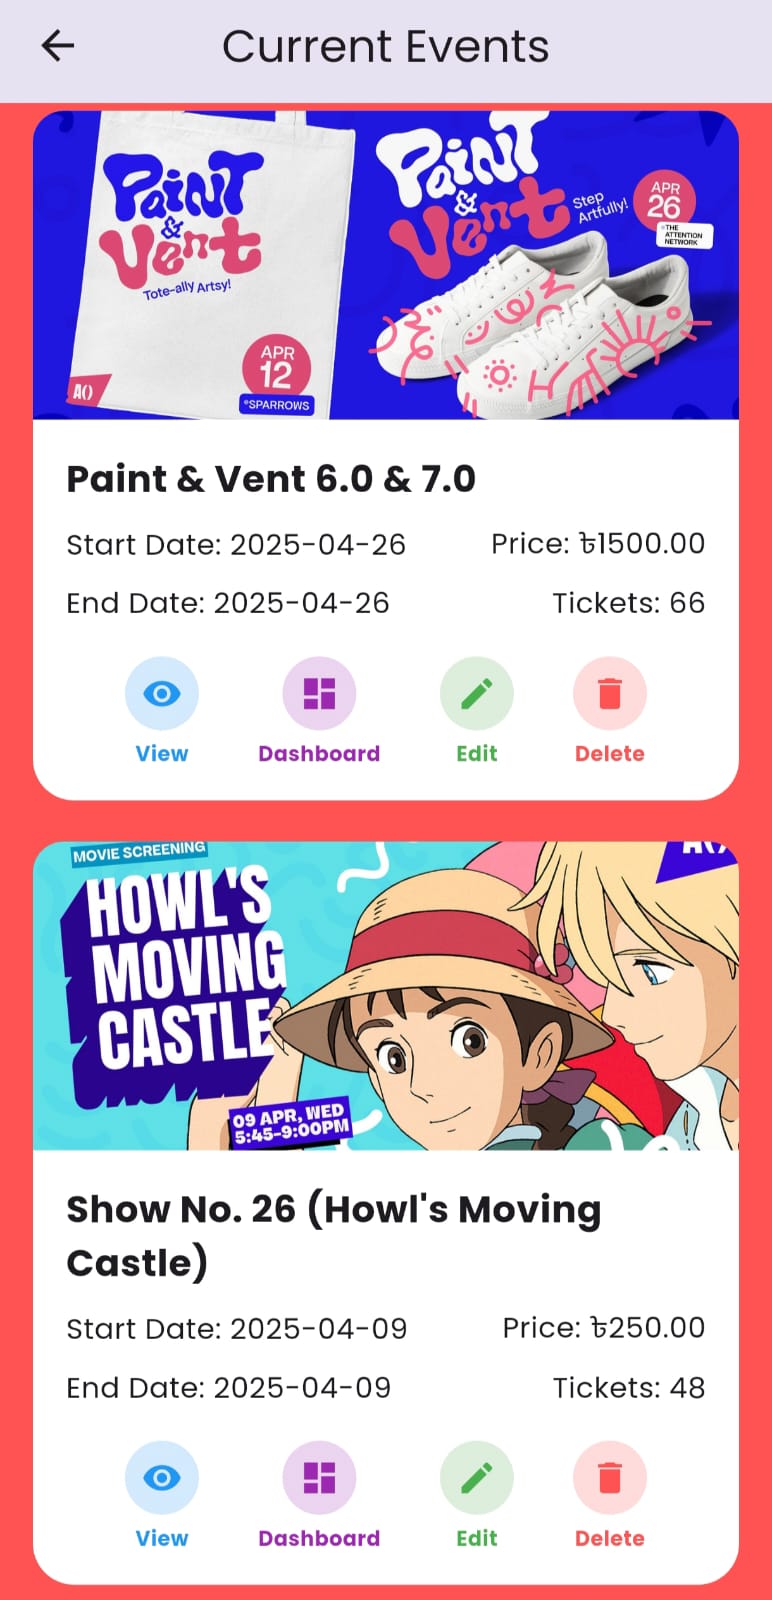 Current Events
Paint
&
Vent
Tote-ally Artsy!
APR
12
*SPARROWS
A()
Paint
&
Vent
Step
Artfully!
APR
26
*THE
ATTENTION
NETWORK
Paint & Vent 6.0 & 7.0
Start Date: 2025-04-26
Price: ৳1500.00
End Date: 2025-04-26
Tickets: 66
View
Dashboard
Edit
Delete
MOVIE SCREENING
HOWL'S
MOVING
CASTLE
09 APR, WED
5:45-9:00PM
Show No. 26 (Howl's Moving
Castle)
Start Date: 2025-04-09
Price: ৳250.00
End Date: 2025-04-09
Tickets: 48
View
Dashboard
Edit
Delete